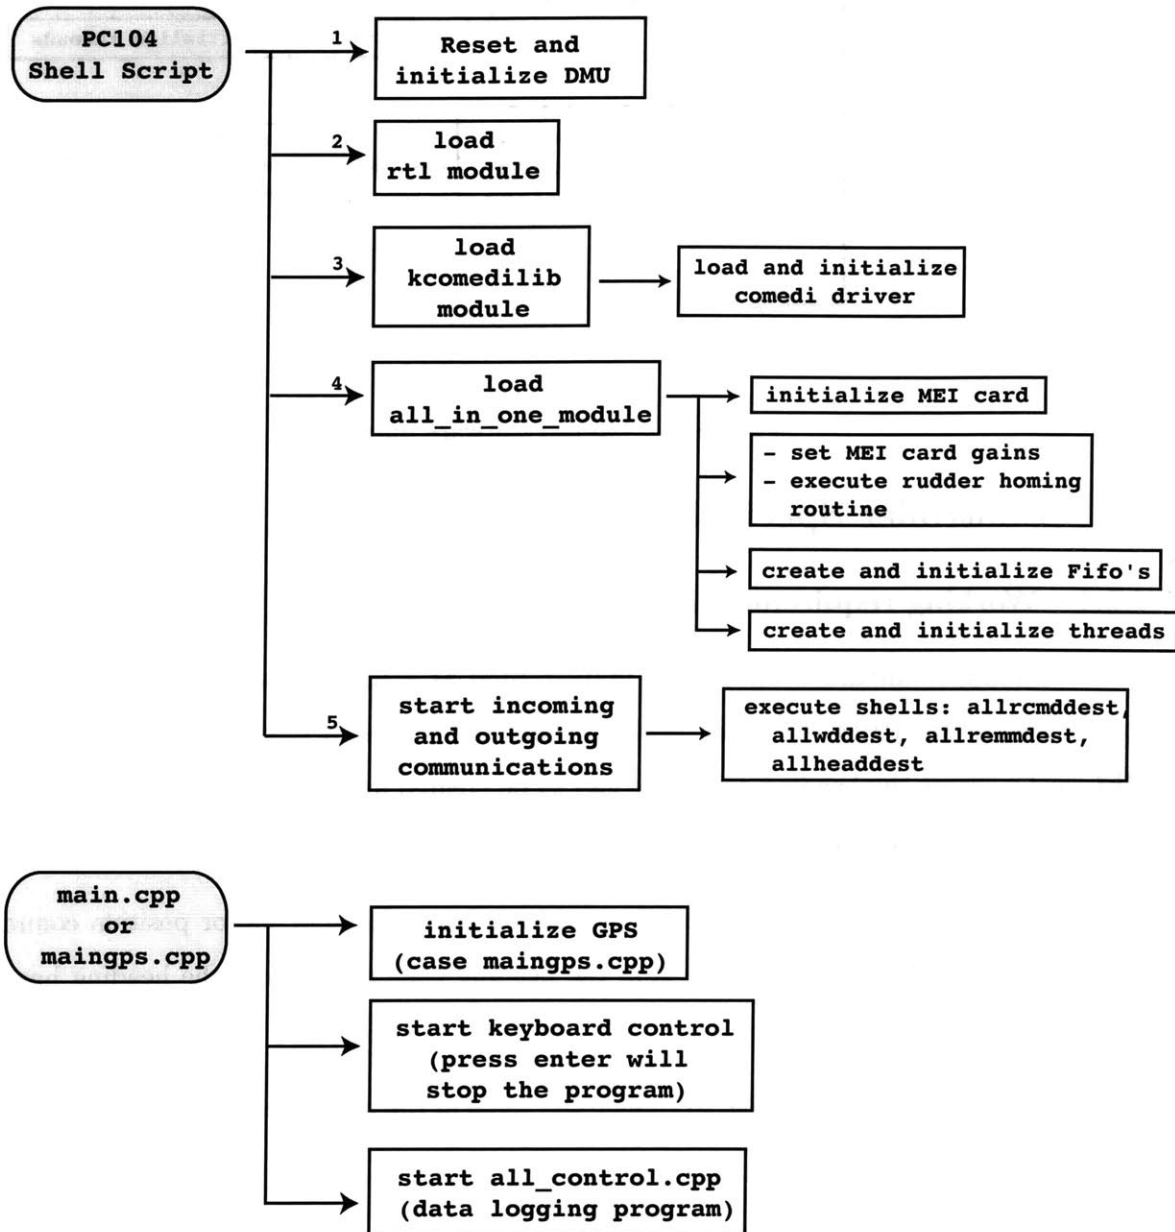 PC104
Shell Script
1
Reset and
initialize DMU
2
load
rtl module
3
load
kcomedilib
module
load and initialize
comedi driver
4
load
all_in_one_module
initialize MEI card
- set MEI card gains
- execute rudder homing
routine
create and initialize Fifo's
create and initialize threads
5
start incoming
and outgoing
communications
execute shells: allrcmddest,
allwddest, allremmdest,
allheaddest
main.cpp
or
maingps.cpp
initialize GPS
(case maingps.cpp)
start keyboard control
(press enter will
stop the program)
start all_control.cpp
(data logging program)